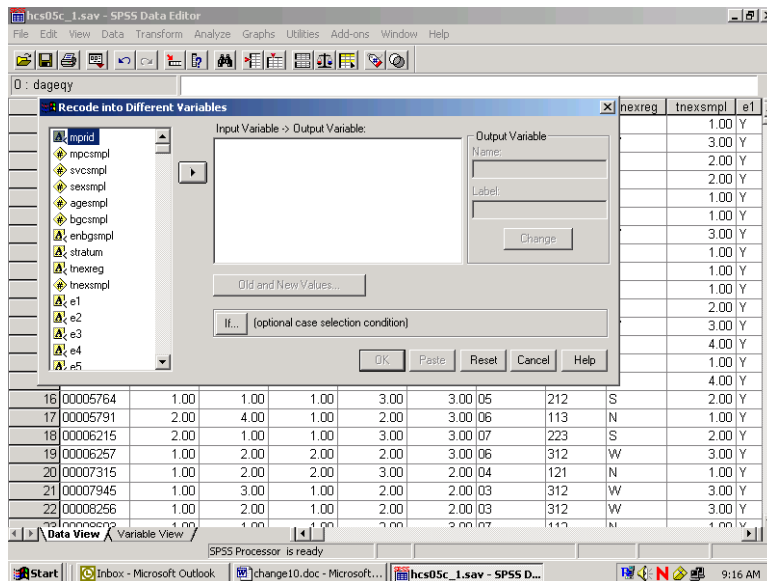 hcs05c_1.sav - SPSS Data Editor
File Edit View Data Transform Analyze Graphs Utilities Add-ons Window Help
0 : dageqy
Recode into Different Variables
nexreg tnexsmpl e1
mprid
mpcsmpl
svcsmpl
sexsmpl
agesmpl
bgcsmpl
enbgsmpl
stratum
tnexreg
tnexsmpl
e1
e2
e3
e4
e5
Input Variable -> Output Variable:
Output Variable
Name:
Label:
Change
Old and New Values...
If... (optional case selection condition)
OK Paste Reset Cancel Help
1.00 Y
3.00 Y
2.00 Y
2.00 Y
1.00 Y
1.00 Y
3.00 Y
1.00 Y
1.00 Y
1.00 Y
2.00 Y
3.00 Y
4.00 Y
1.00 Y
4.00 Y
16 00005764 1.00 1.00 1.00 3.00 3.00 05 212 S 2.00 Y
17 00005791 2.00 4.00 1.00 2.00 3.00 06 113 N 1.00 Y
18 00006215 2.00 1.00 1.00 3.00 3.00 07 223 S 2.00 Y
19 00006257 1.00 2.00 2.00 3.00 3.00 06 312 W 3.00 Y
20 00007315 1.00 2.00 2.00 2.00 2.00 04 121 N 1.00 Y
21 00007945 1.00 3.00 1.00 2.00 2.00 03 312 W 3.00 Y
22 00008256 1.00 2.00 1.00 2.00 2.00 03 312 W 3.00 Y
Data View Variable View
SPSS Processor is ready
Start Inbox - Microsoft Outlook change10.doc - Microsoft... hcs05c_1.sav - SPSS D... 9:16 AM